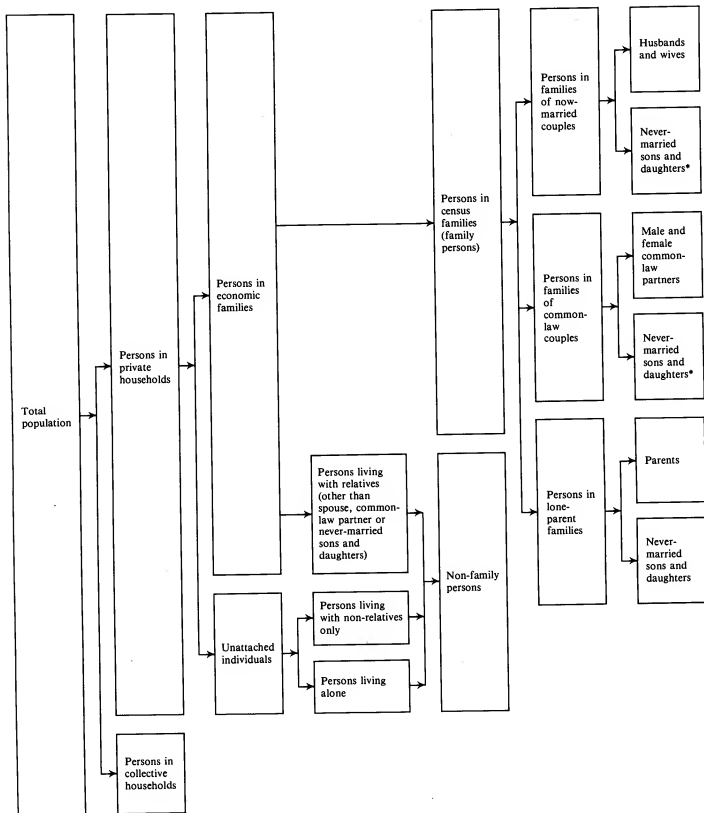 Total
population
Persons in
private
households
Persons in
collective
households
Persons in
economic
families
Unattached
individuals
Persons living
with relatives
(other than
spouse, common-
law partner or
never-married
sons and
daughters)
Persons living
with non-relatives
only
Persons living
alone
Persons in
census
families
(family
persons)
Non-family
persons
Persons in
families
of now-
married
couples
Persons in
families
of
common-
law
couples
Persons in
lone-
parent
families
Husbands
and wives
Never-
married
sons and
daughters*
Male and
female
common-
law
partners
Never-
married
sons and
daughters*
Parents
Never-
married
sons and
daughters